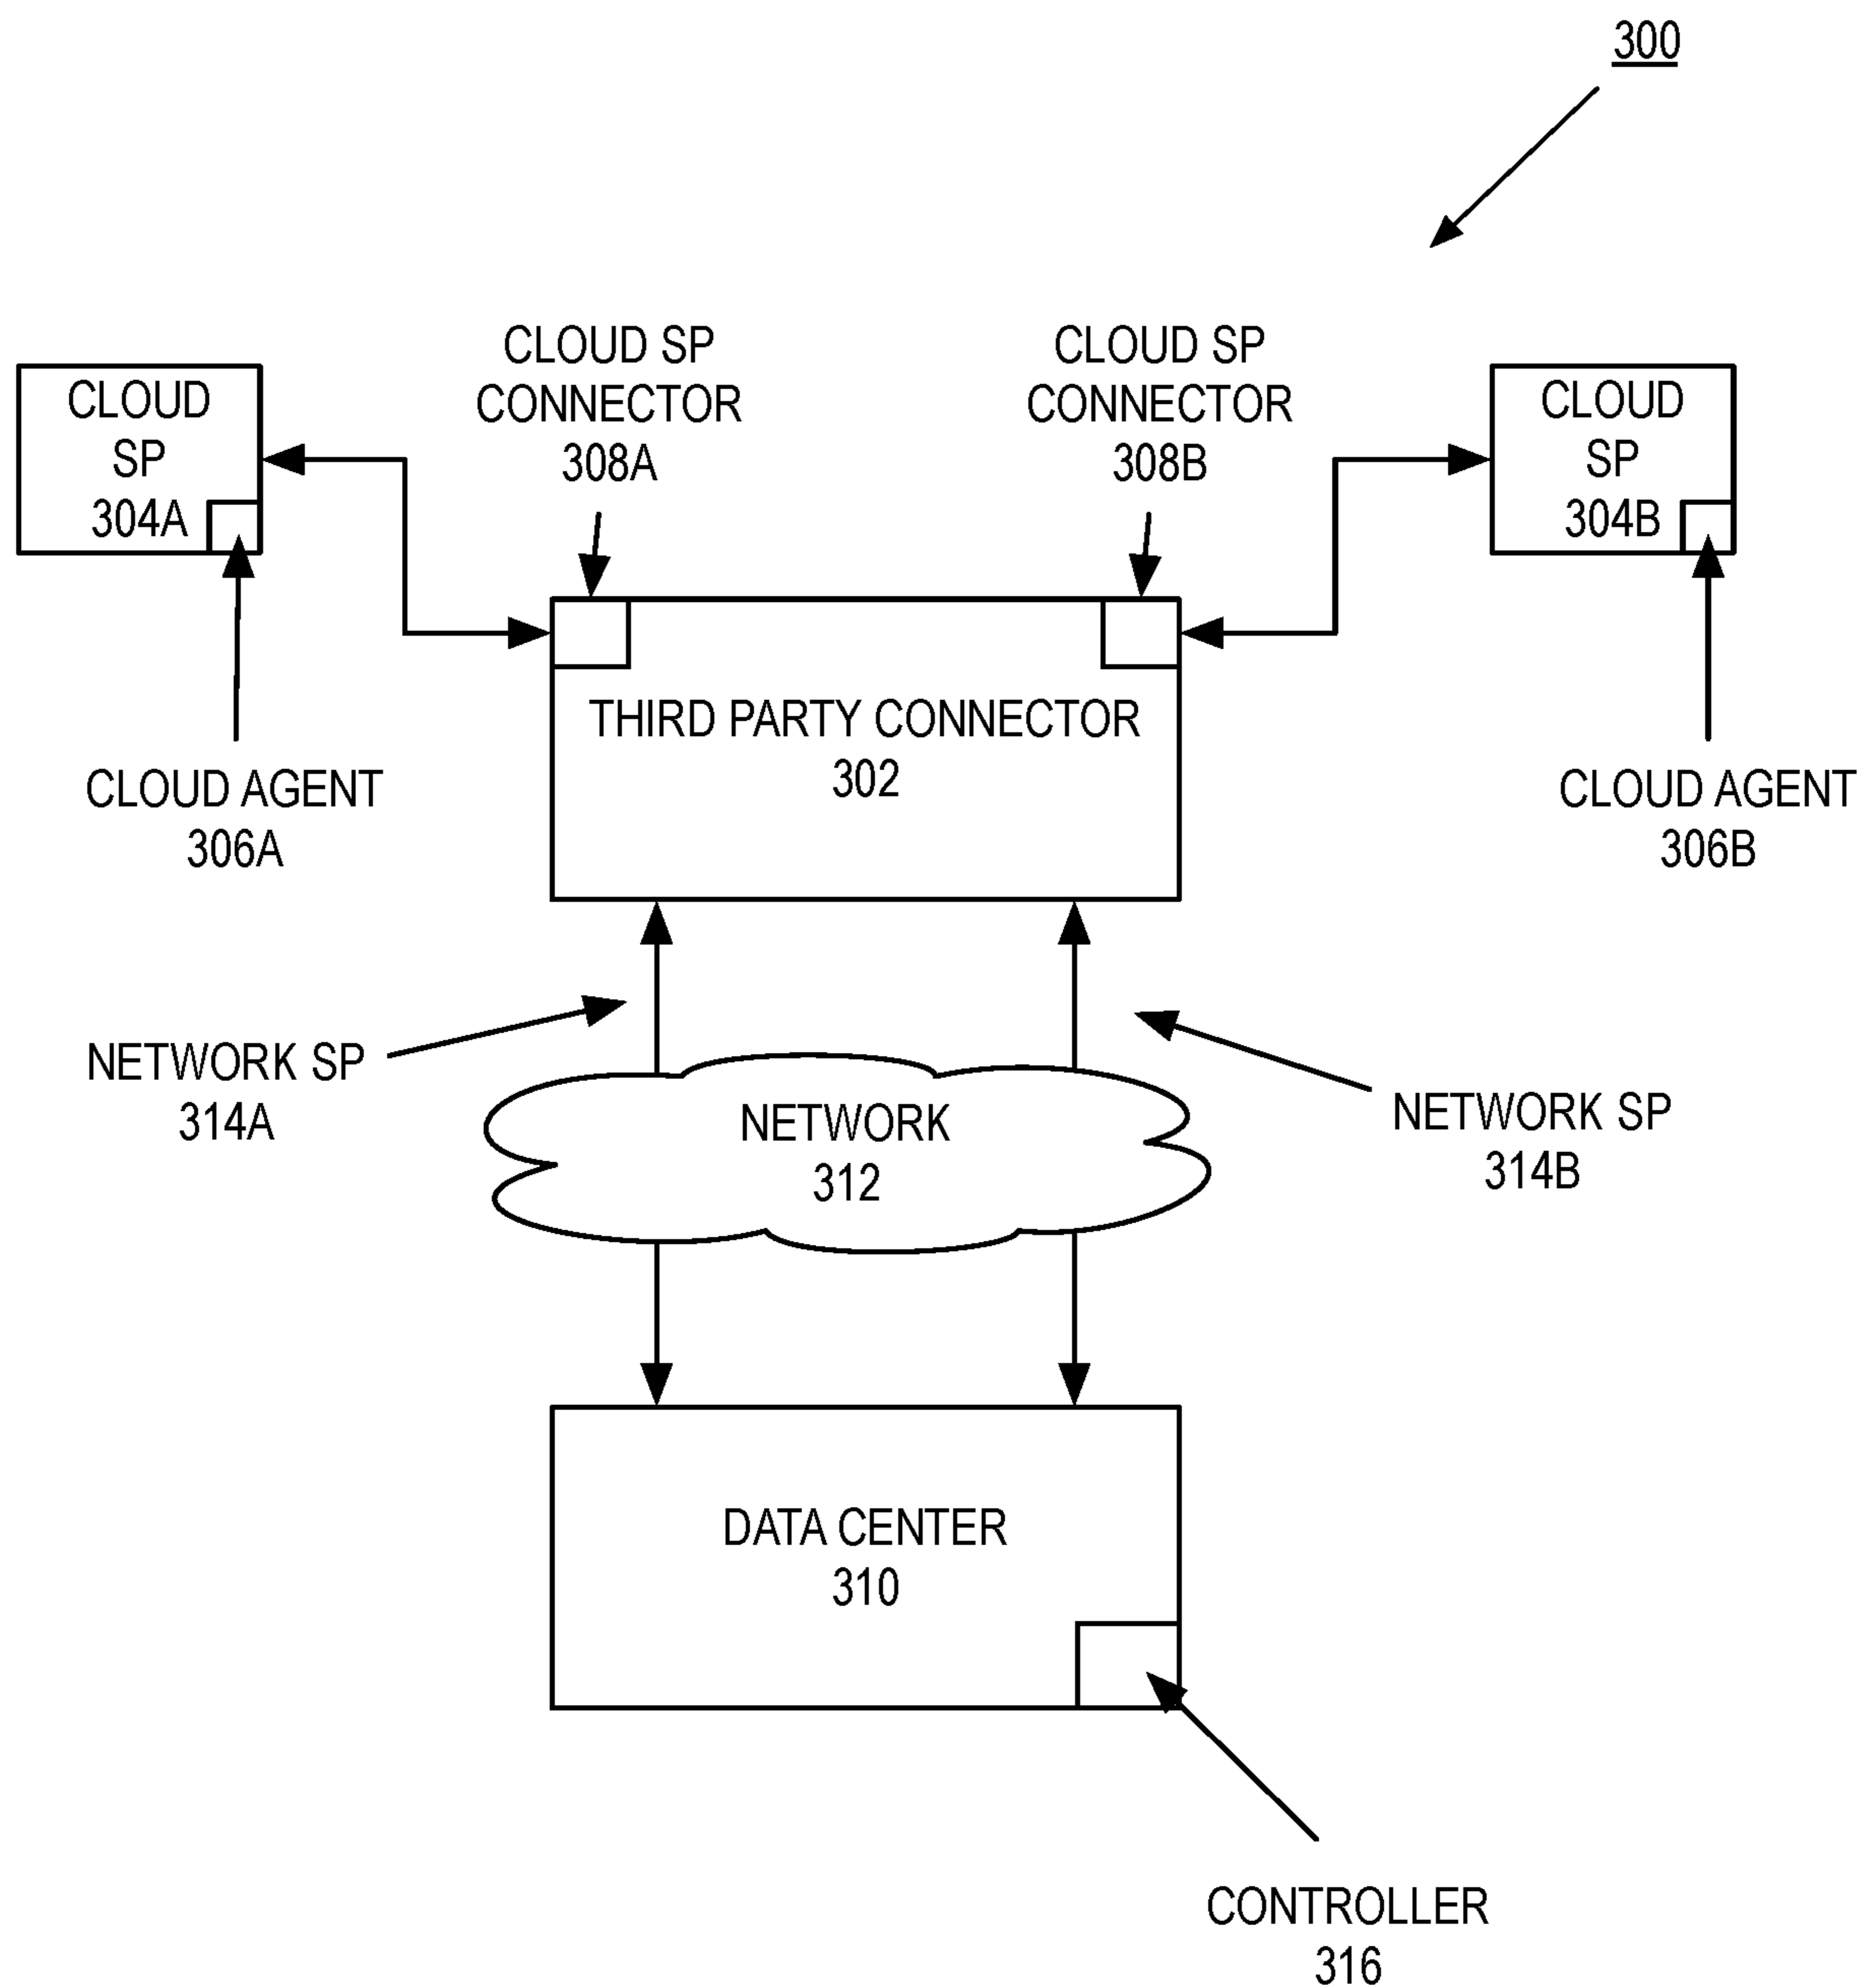 300
CLOUD SP
CONNECTOR
308A
CLOUD SP
CONNECTOR
308B
CLOUD
SP
304A
CLOUD
SP
304B
THIRD PARTY CONNECTOR
302
CLOUD AGENT
306A
CLOUD AGENT
306B
NETWORK SP
314A
NETWORK
312
NETWORK SP
314B
DATA CENTER
310
CONTROLLER
316